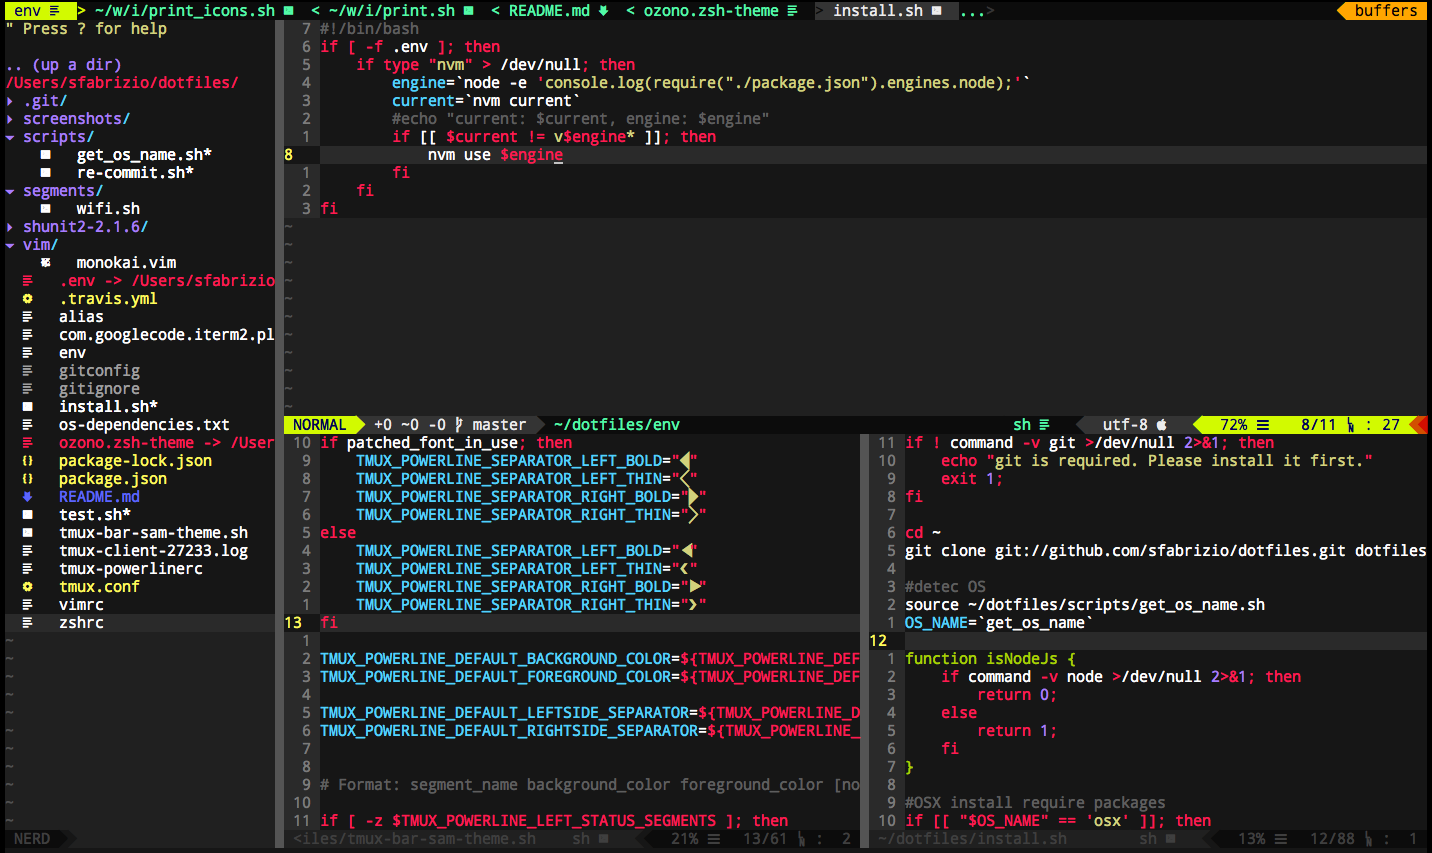 env > ~/w/i/print_icons.sh < ~/w/i/print.sh < README.md < ozono.zsh-theme > install.sh ...> buffers
" Press ? for help
.. (up a dir)
/Users/sfabrizio/dotfiles/
.git/
screenshots/
scripts/
get_os_name.sh*
re-commit.sh*
segments/
wifi.sh
shunit2-2.1.6/
vim/
monokai.vim
.env -> /Users/sfabrizio
.travis.yml
alias
com.googlecode.iterm2.pl
env
gitconfig
gitignore
install.sh*
os-dependencies.txt
ozono.zsh-theme -> /User
package-lock.json
package.json
README.md
test.sh*
tmux-bar-sam-theme.sh
tmux-client-27233.log
tmux-powerlinerc
tmux.conf
vimrc
zshrc
~
~
~
~
~
~
~
~
~
~
~
NERD
7 #!/bin/bash
6 if [ -f .env ]; then
5     if type "nvm" > /dev/null; then
4         engine=`node -e 'console.log(require("./package.json").engines.node);'`
3         current=`nvm current`
2         #echo "current: $current, engine: $engine"
1         if [[ $current != v$engine* ]]; then
8             nvm use $engine
1         fi
2     fi
3 fi
~
~
~
~
~
~
~
~
~
~
~
NORMAL +0 ~0 -0 master ~/dotfiles/env sh utf-8 72% ☰ 8/11 : 27
10 if patched_font_in_use; then
9     TMUX_POWERLINE_SEPARATOR_LEFT_BOLD="◀"
8     TMUX_POWERLINE_SEPARATOR_LEFT_THIN="<"
7     TMUX_POWERLINE_SEPARATOR_RIGHT_BOLD="▶"
6     TMUX_POWERLINE_SEPARATOR_RIGHT_THIN=">"
5 else
4     TMUX_POWERLINE_SEPARATOR_LEFT_BOLD="◀"
3     TMUX_POWERLINE_SEPARATOR_LEFT_THIN="❮"
2     TMUX_POWERLINE_SEPARATOR_RIGHT_BOLD="▶"
1     TMUX_POWERLINE_SEPARATOR_RIGHT_THIN="❯"
13 fi
1
2 TMUX_POWERLINE_DEFAULT_BACKGROUND_COLOR=${TMUX_POWERLINE_DEF
3 TMUX_POWERLINE_DEFAULT_FOREGROUND_COLOR=${TMUX_POWERLINE_DEF
4
5 TMUX_POWERLINE_DEFAULT_LEFTSIDE_SEPARATOR=${TMUX_POWERLINE_D
6 TMUX_POWERLINE_DEFAULT_RIGHTSIDE_SEPARATOR=${TMUX_POWERLINE_
7
8
9 # Format: segment_name background_color foreground_color [no
10
11 if [ -z $TMUX_POWERLINE_LEFT_STATUS_SEGMENTS ]; then
<iles/tmux-bar-sam-theme.sh sh 21% ☰ 13/61 : 2
11 if ! command -v git >/dev/null 2>&1; then
10     echo "git is required. Please install it first."
9     exit 1;
8 fi
7
6 cd ~
5 git clone git://github.com/sfabrizio/dotfiles.git dotfiles
4
3 #detec OS
2 source ~/dotfiles/scripts/get_os_name.sh
1 OS_NAME=`get_os_name`
12
1 function isNodeJs {
2     if command -v node >/dev/null 2>&1; then
3         return 0;
4     else
5         return 1;
6     fi
7 }
8
9 #OSX install require packages
10 if [[ "$OS_NAME" == 'osx' ]]; then
~/dotfiles/install.sh sh 13% ☰ 12/88 : 1